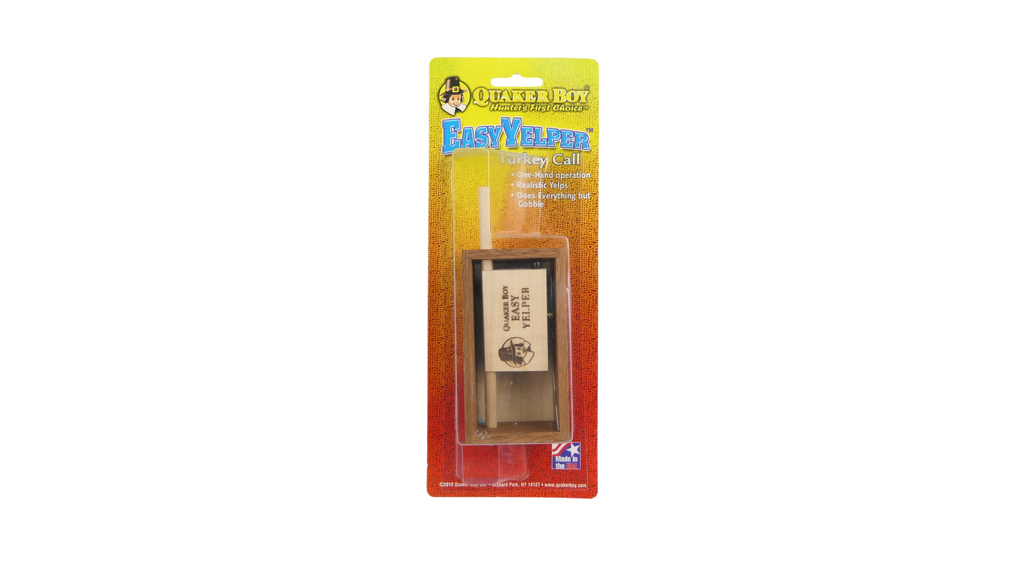 QUAKER BOY
Hunter's First Choice™
EASYYELPER™
Turkey Call
• One-Hand operation
• Realistic Yelps
• Does Everything but
Gobble
QUAKER BOY
EASY
YELPER
Made in
the USA
©2010 Quaker Boy, Inc. • Orchard Park, NY 14127 • www.quakerboy.com